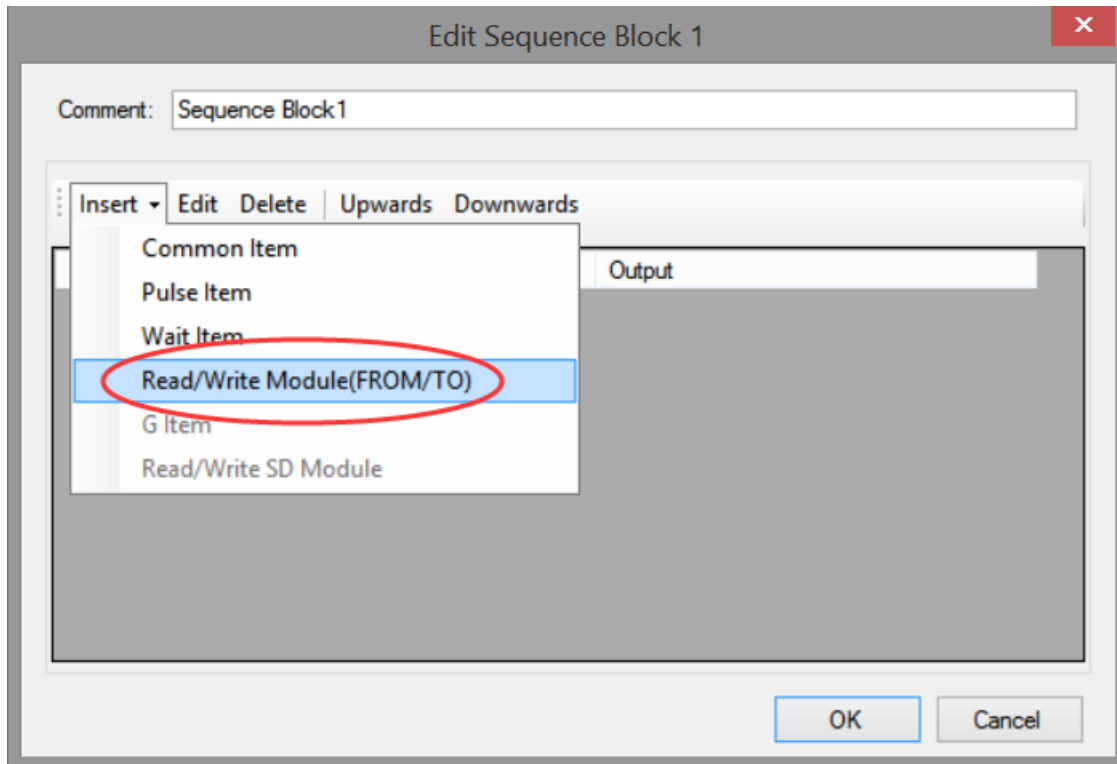 Edit Sequence Block 1
Comment: Sequence Block1
Insert Edit Delete Upwards Downwards
Common Item
Output
Pulse Item
Wait Item
Read/Write Module(FROM/TO)
G Item
Read/Write SD Module
OK Cancel